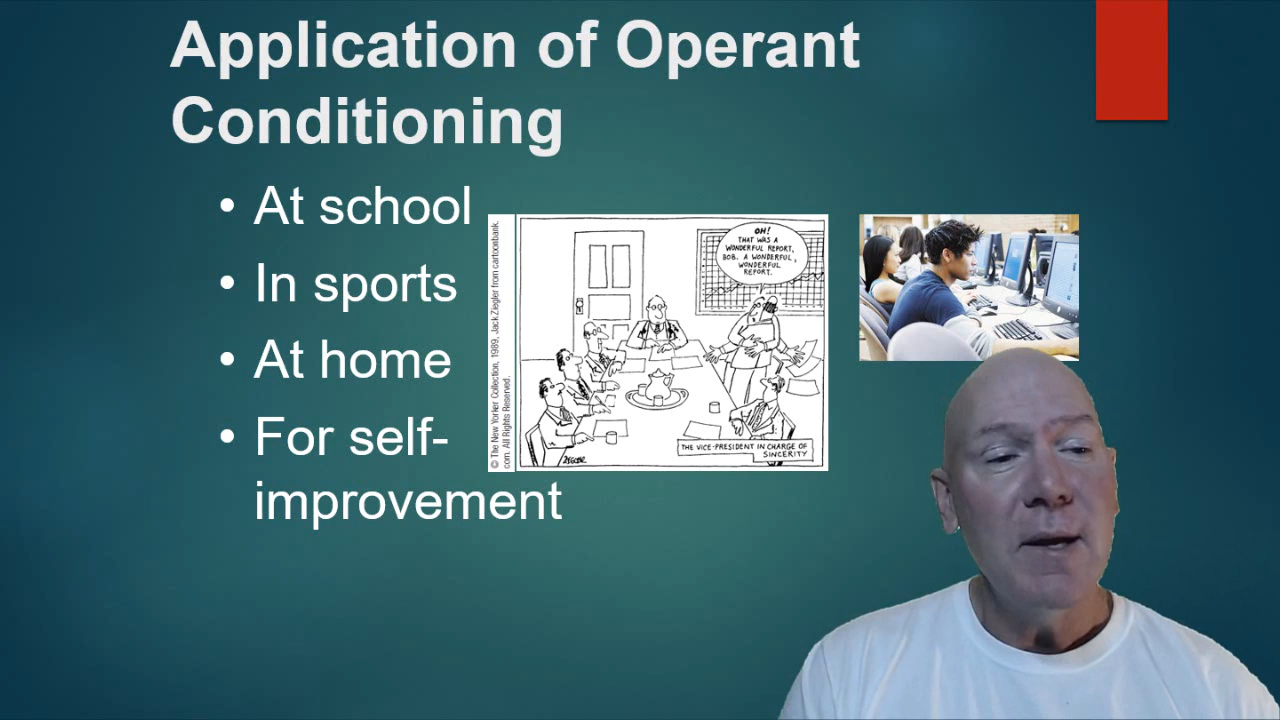 Application of Operant
Conditioning
• At school
• In sports
• At home
• For self-
improvement
© The New Yorker Collection, 1989, Jack Ziegler from cartoonbank.
com. All Rights Reserved.
OH!
THAT WAS A
WONDERFUL REPORT,
BOB. A WONDERFUL,
WONDERFUL
REPORT.
THE VICE-PRESIDENT IN CHARGE OF
SINCERITY
ZIEGLER